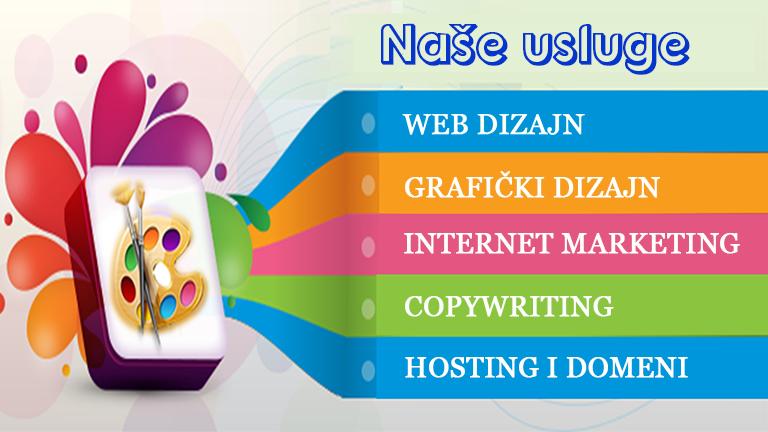 Naše usluge
WEB DIZAJN
GRAFIČKI DIZAJN
INTERNET MARKETING
COPYWRITING
HOSTING I DOMENI